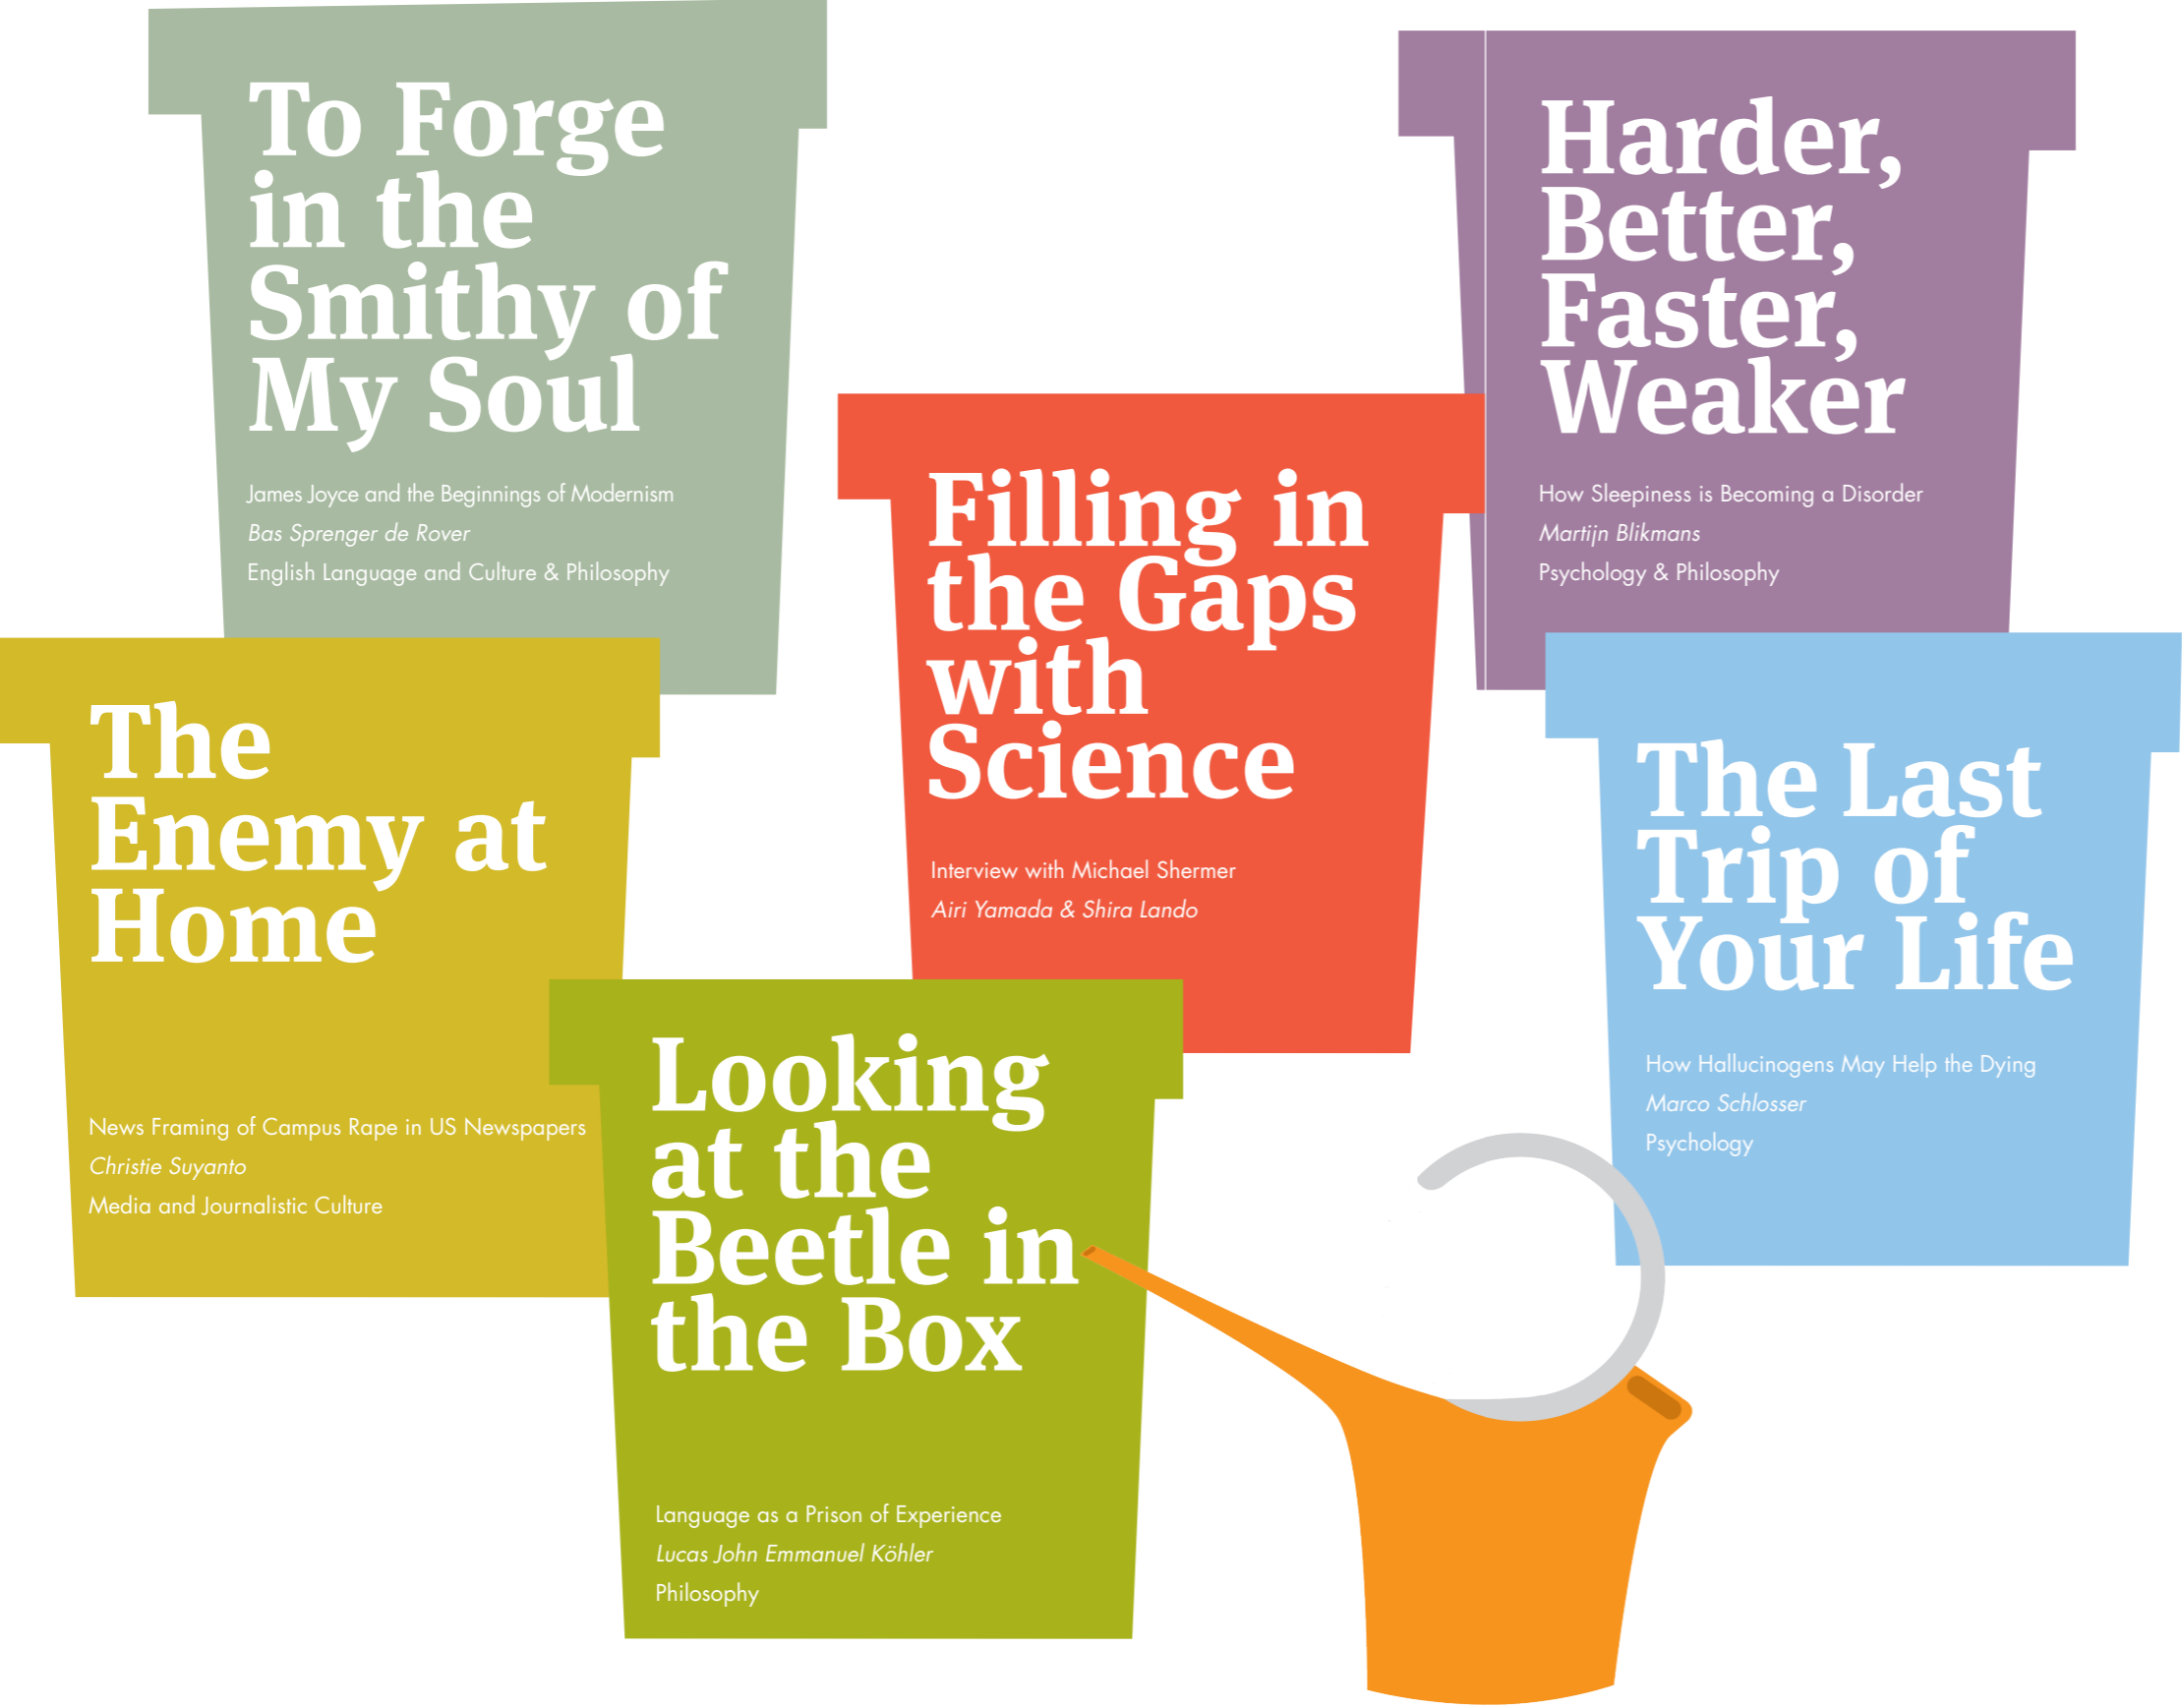 To Forge
in the
Smithy of
My Soul
James Joyce and the Beginnings of Modernism
Bas Sprenger de Rover
English Language and Culture & Philosophy
Harder,
Better,
Faster,
Weaker
How Sleepiness is Becoming a Disorder
Martijn Blikmans
Psychology & Philosophy
Filling in
the Gaps
with
Science
Interview with Michael Shermer
Airi Yamada & Shira Lando
The
Enemy at
Home
News Framing of Campus Rape in US Newspapers
Christie Suyanto
Media and Journalistic Culture
The Last
Trip of
Your Life
How Hallucinogens May Help the Dying
Marco Schlosser
Psychology
Looking
at the
Beetle in
the Box
Language as a Prison of Experience
Lucas John Emmanuel Köhler
Philosophy